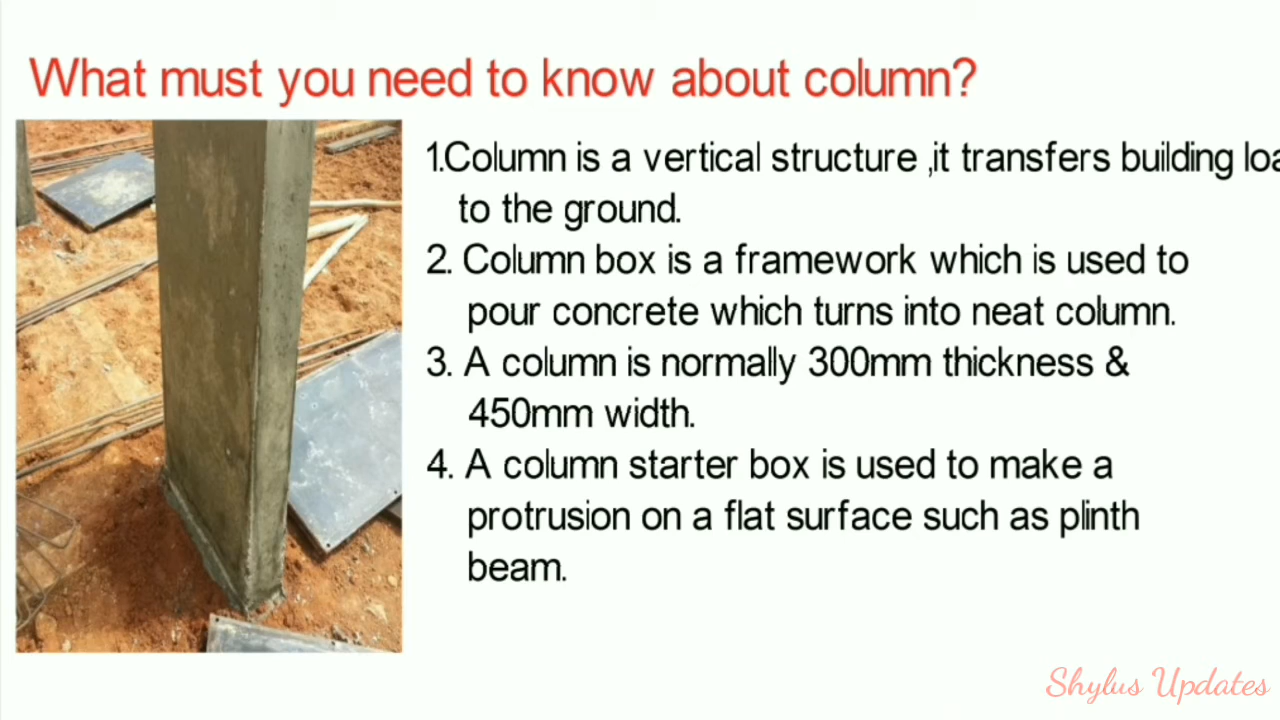 What must you need to know about column?
1.Column is a vertical structure ,it transfers building
to the ground.
2. Column box is a framework which is used to
pour concrete which turns into neat column.
3. A column is normally 300mm thickness &
450mm width.
4. A column starter box is used to make a
protrusion on a flat surface such as plinth
beam.
Shylus Updates